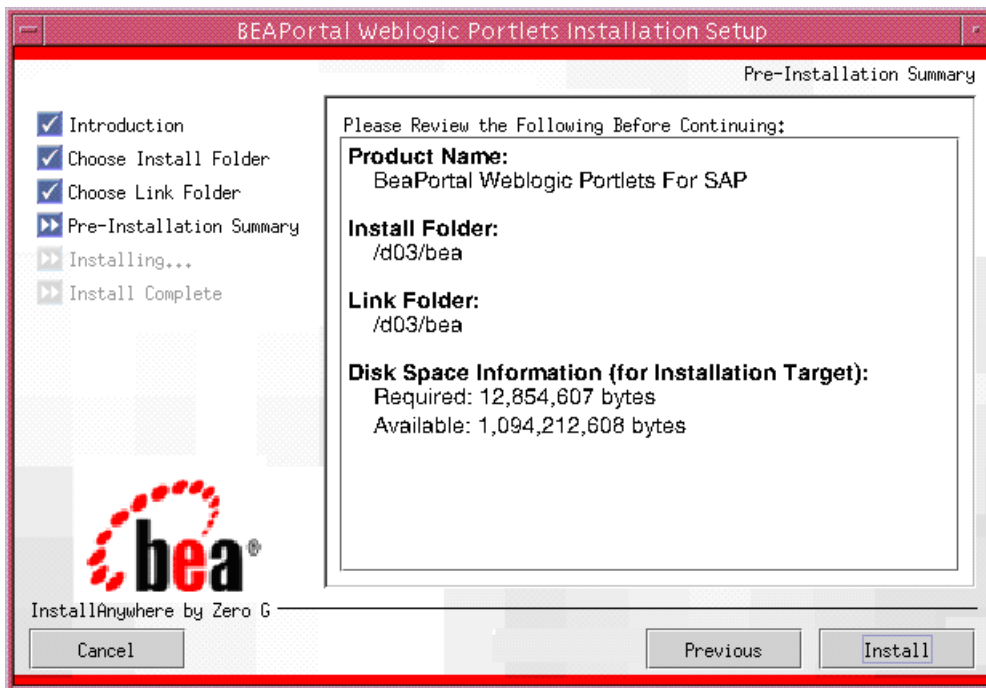 BEAPortal Weblogic Portlets Installation Setup
Pre-Installation Summary
Introduction
Choose Install Folder
Choose Link Folder
Pre-Installation Summary
Installing...
Install Complete
Please Review the Following Before Continuing:
Product Name:
BeaPortal Weblogic Portlets For SAP
Install Folder:
/d03/bea
Link Folder:
/d03/bea
Disk Space Information (for Installation Target):
Required: 12,854,607 bytes
Available: 1,094,212,608 bytes
bea®
InstallAnywhere by Zero G
Cancel
Previous
Install